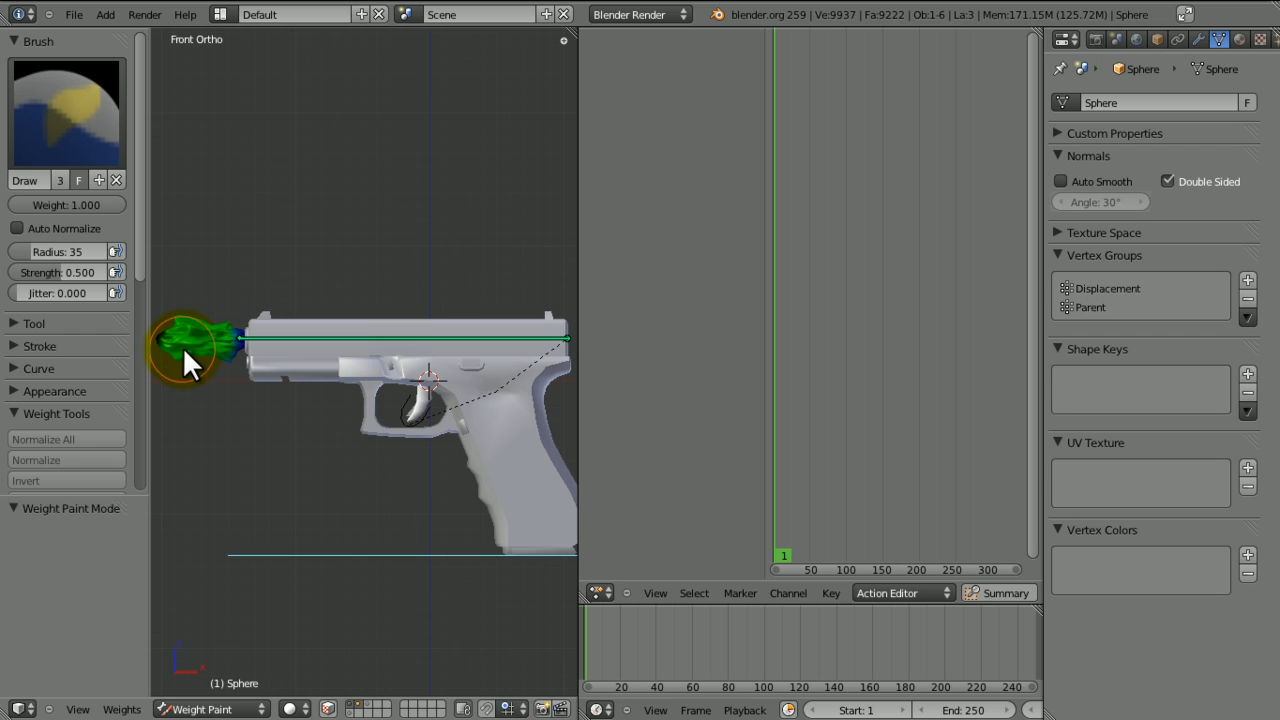 File Add Render Help Default Scene Blender Render blender.org 259 | Ve:9937 | Fa:9222 | Ob:1-6 | La:3 | Mem:171.15M (125.72M) | Sphere
Brush
Draw 3 F
Weight: 1.000
Auto Normalize
Radius: 35
Strength: 0.500
Jitter: 0.000
Tool
Stroke
Curve
Appearance
Weight Tools
Normalize All
Normalize
Invert
Weight Paint Mode
Front Ortho
z
x
(1) Sphere
View Weights Weight Paint
1
50 100 150 200 250 300
View Select Marker Channel Key Action Editor Summary
20 40 60 80 100 120 140 160 180 200 220 240
View Frame Playback Start: 1 End: 250
Sphere Sphere
Sphere F
Custom Properties
Normals
Auto Smooth Double Sided
Angle: 30°
Texture Space
Vertex Groups
Displacement
Parent
Shape Keys
UV Texture
Vertex Colors